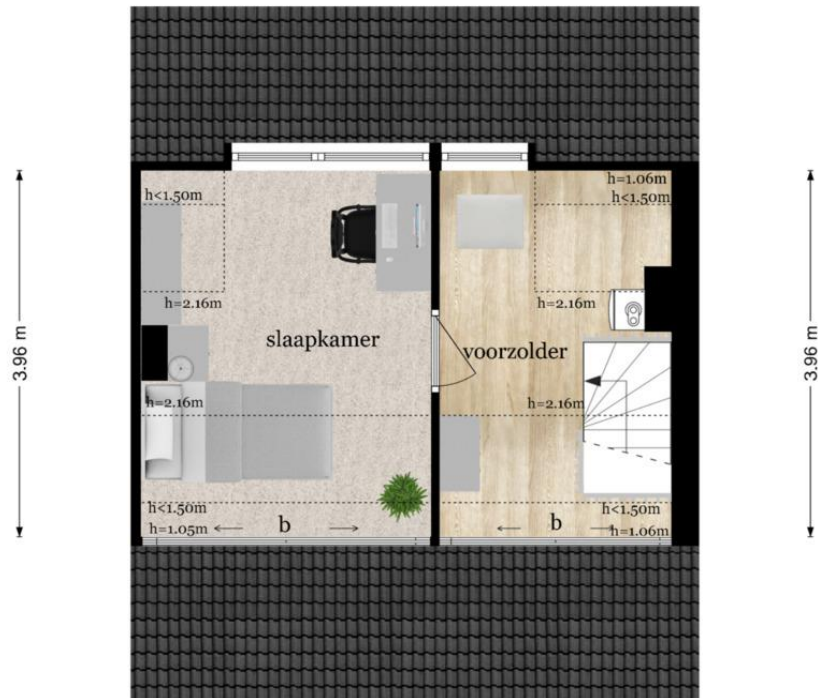 h=1.06m
h<1.50m
h<1.50m
h=2.16m
h=2.16m
3.96 m
slaapkamer
voorzolder
3.96 m
h=2.16m
h=2.16m
h<1.50m
h<1.50m
h=1.05m
b
b
h=1.06m